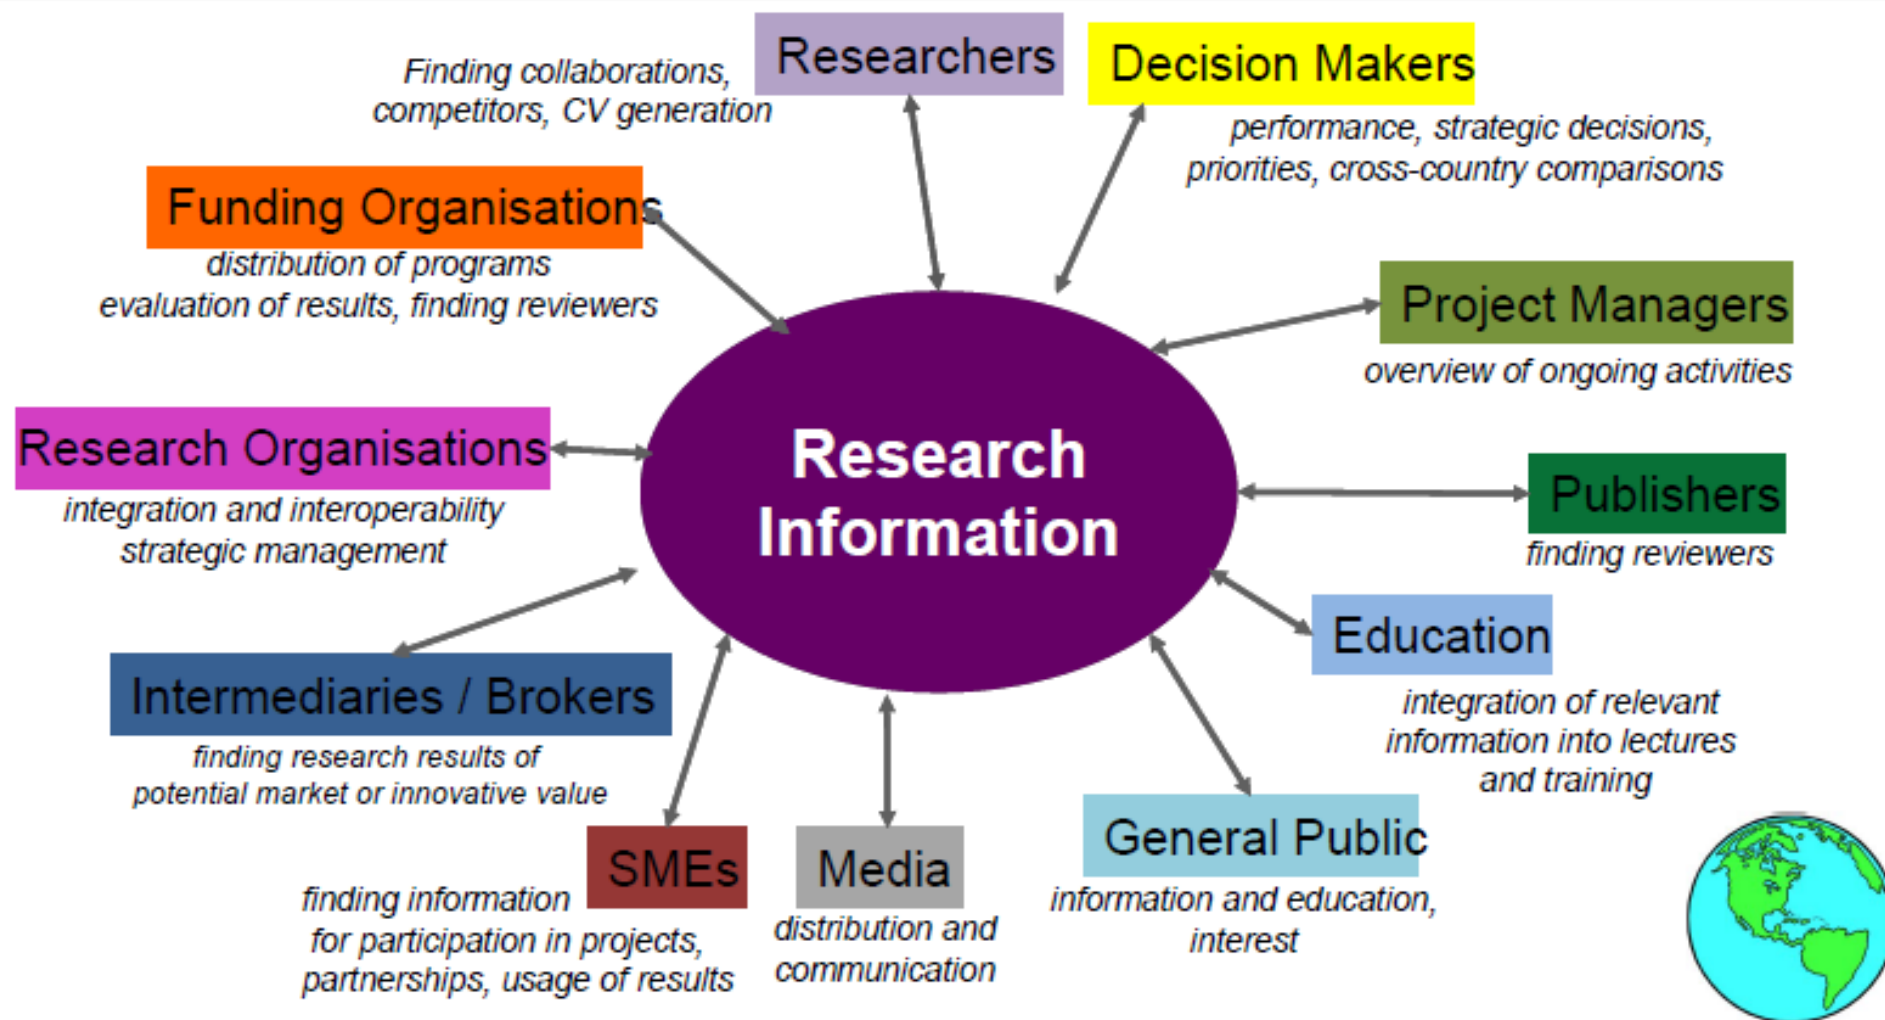 Researchers
Finding collaborations,
competitors, CV generation
Decision Makers
performance, strategic decisions,
priorities, cross-country comparisons
Funding Organisations
distribution of programs
evaluation of results, finding reviewers
Project Managers
overview of ongoing activities
Research Organisations
integration and interoperability
strategic management
Research
Information
Publishers
finding reviewers
Education
integration of relevant
information into lectures
and training
Intermediaries / Brokers
finding research results of
potential market or innovative value
SMEs
finding information
for participation in projects,
partnerships, usage of results
Media
distribution and
communication
General Public
information and education,
interest